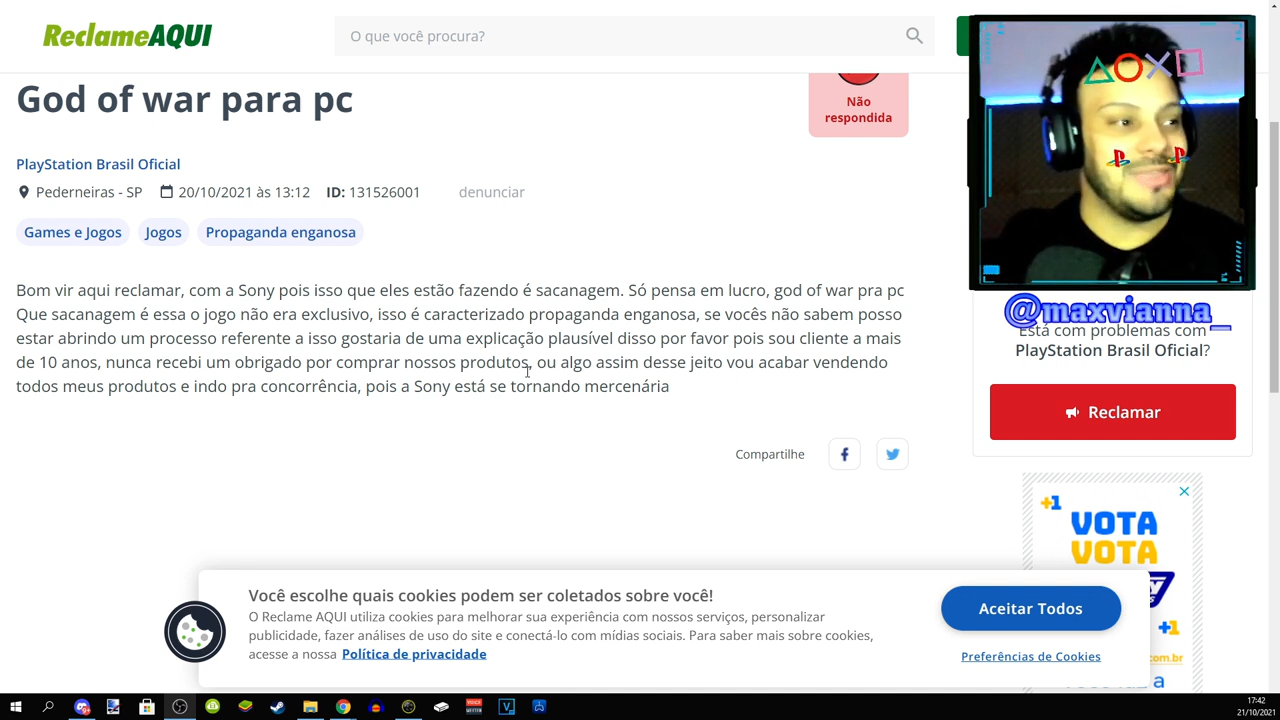 ReclameAQUI
O que você procura?
God of war para pc
Não
respondida
PlayStation Brasil Oficial
Pederneiras - SP 20/10/2021 às 13:12 ID: 131526001 denunciar
Games e Jogos Jogos Propaganda enganosa
Bom vir aqui reclamar, com a Sony pois isso que eles estão fazendo é sacanagem. Só pensa em lucro, god of war pra pc
Que sacanagem é essa o jogo não era exclusivo, isso é caracterizado propaganda enganosa, se vocês não sabem posso
estar abrindo um processo referente a isso gostaria de uma explicação plausível disso por favor pois sou cliente a mais
de 10 anos, nunca recebi um obrigado por comprar nossos produtos, ou algo assim desse jeito vou acabar vendendo
todos meus produtos e indo pra concorrência, pois a Sony está se tornando mercenária
Compartilhe
@maxvianna_
Está com problemas com
PlayStation Brasil Oficial?
Reclamar
+1
VOTA
VOTA
+1
com.br
Você escolhe quais cookies podem ser coletados sobre você!
O Reclame AQUI utiliza cookies para melhorar sua experiência com nossos serviços, personalizar
publicidade, fazer análises de uso do site e conectá-lo com mídias sociais. Para saber mais sobre cookies,
acesse a nossa Política de privacidade
Aceitar Todos
Preferências de Cookies
17:42
21/10/2021